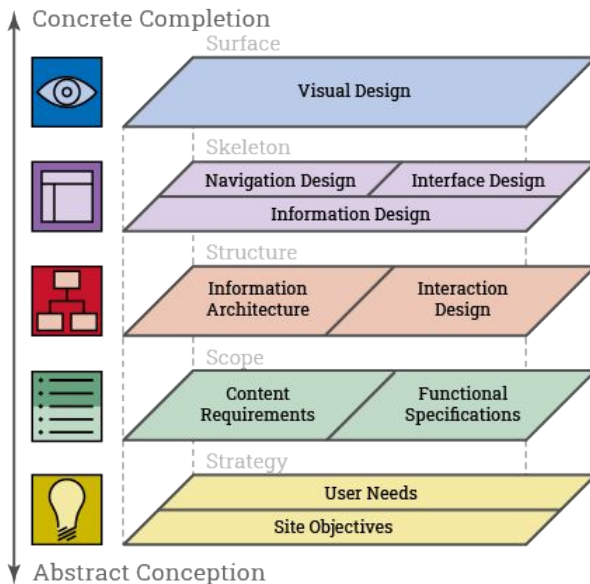 Concrete Completion
Surface
Visual Design
Skeleton
Navigation Design
Interface Design
Information Design
Structure
Information
Architecture
Interaction
Design
Scope
Content
Requirements
Functional
Specifications
Strategy
User Needs
Site Objectives
Abstract Conception